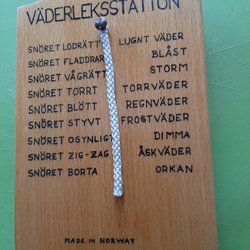 VÄDERLEKSSTATION
SNÖRET LODRÄTT LUGNT VÄDER
SNÖRET FLADDRAR BLÅST
SNÖRET VÅGRÄTT STORM
SNÖRET TORRT TORRVÄDER
SNÖRET BLÖTT REGNVÄDER
SNÖRET STYVT FROSTVÄDER
SNÖRET OSYNLIGT DIMMA
SNÖRET ZIG-ZAG ÅSKVÄDER
SNÖRET BORTA ORKAN
MADE IN NORWAY